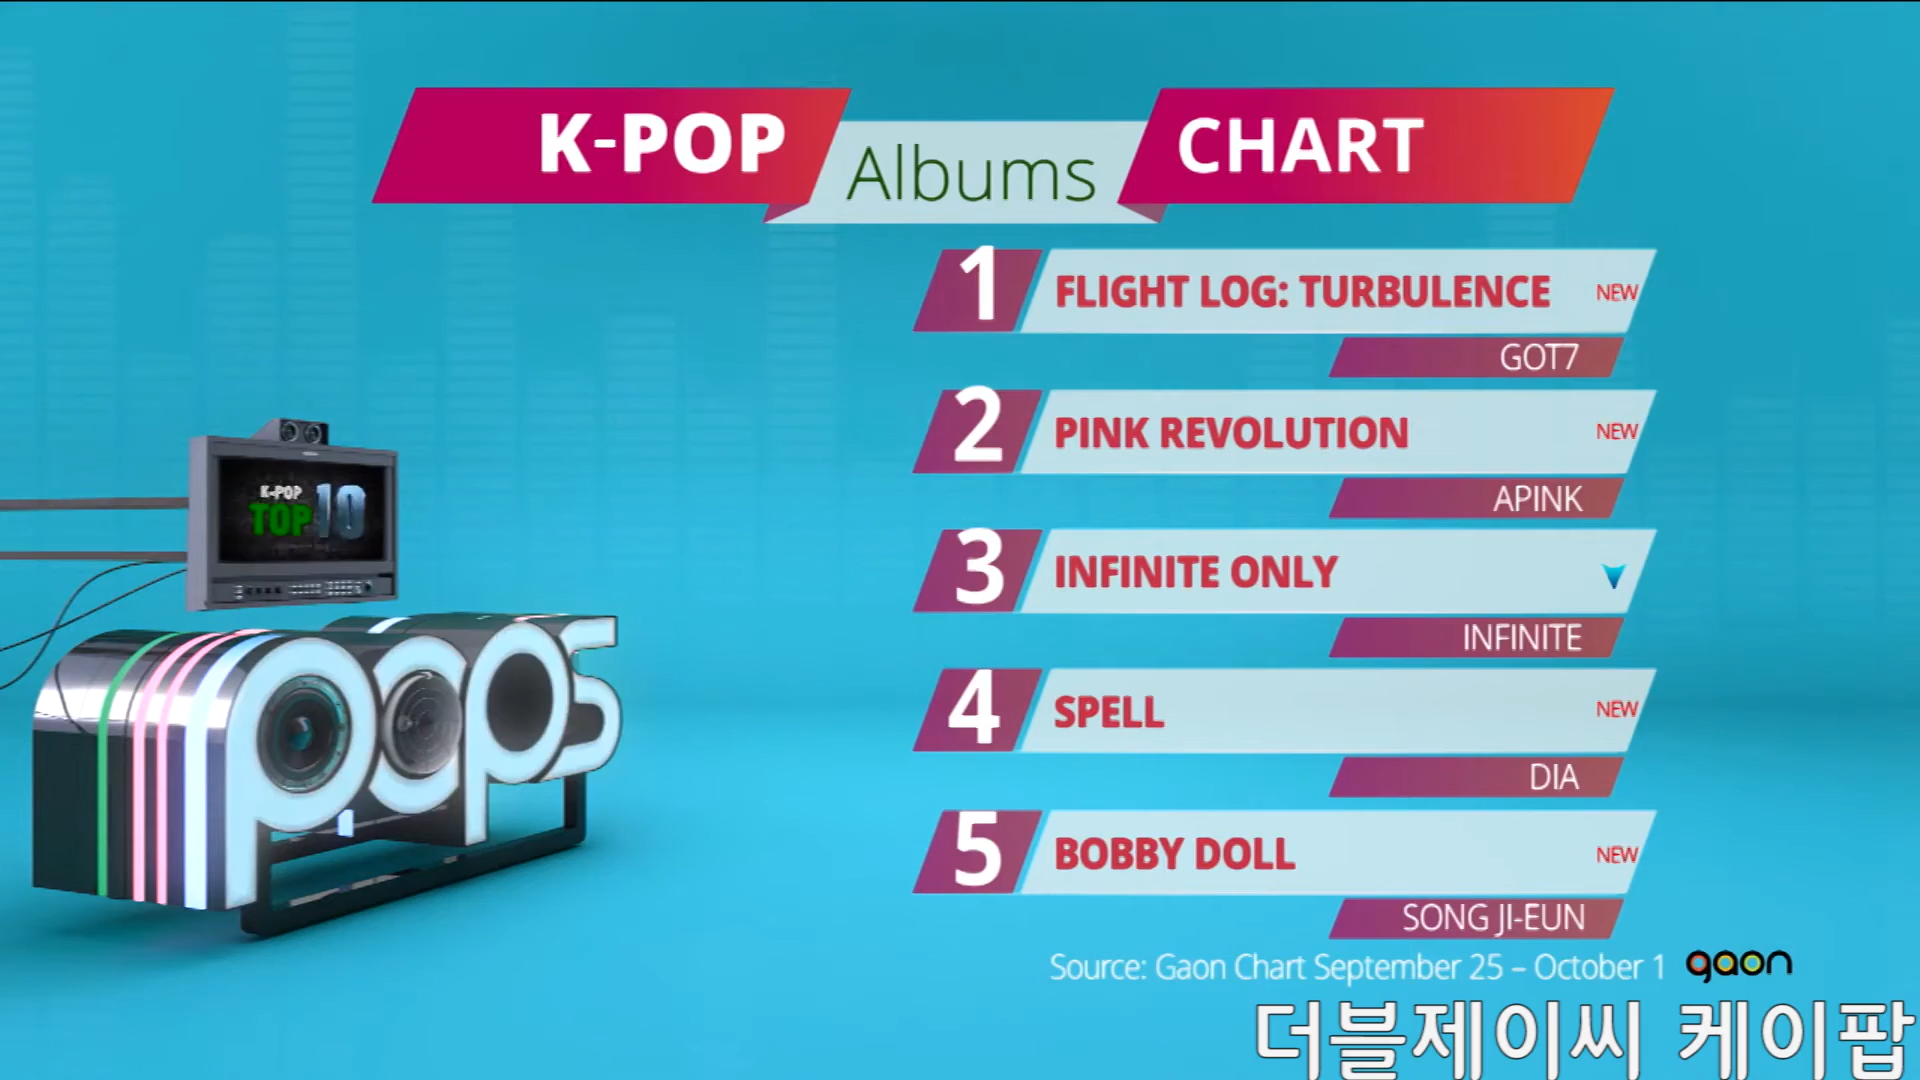 K-POP Albums CHART
1 FLIGHT LOG: TURBULENCE NEW
GOT7
2 PINK REVOLUTION NEW
APINK
3 INFINITE ONLY
INFINITE
4 SPELL NEW
DIA
5 BOBBY DOLL NEW
SONG JI-EUN
Source: Gaon Chart September 25 – October 1 gaon
더블제이씨 케이팝
K-POP
TOP 10
pops